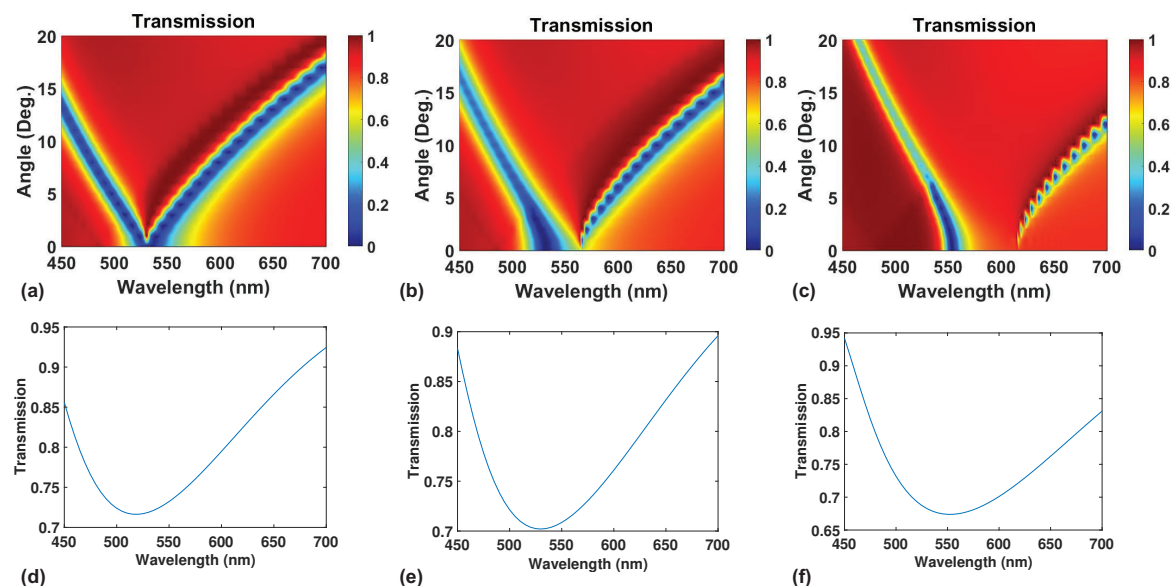 Transmission
20
15
10
5
0
Angle (Deg.)
450 500 550 600 650 700
Wavelength (nm)
1
0.8
0.6
0.4
0.2
0
(a)
Transmission
20
15
10
5
0
Angle (Deg.)
450 500 550 600 650 700
Wavelength (nm)
1
0.8
0.6
0.4
0.2
0
(b)
Transmission
20
15
10
5
0
Angle (Deg.)
450 500 550 600 650 700
Wavelength (nm)
1
0.8
0.6
0.4
0.2
0
(c)
0.95
0.9
0.85
0.8
0.75
0.7
Transmission
450 500 550 600 650 700
Wavelength (nm)
(d)
0.9
0.85
0.8
0.75
0.7
Transmission
450 500 550 600 650 700
Wavelength (nm)
(e)
0.95
0.9
0.85
0.8
0.75
0.7
0.65
Transmission
450 500 550 600 650 700
Wavelength (nm)
(f)